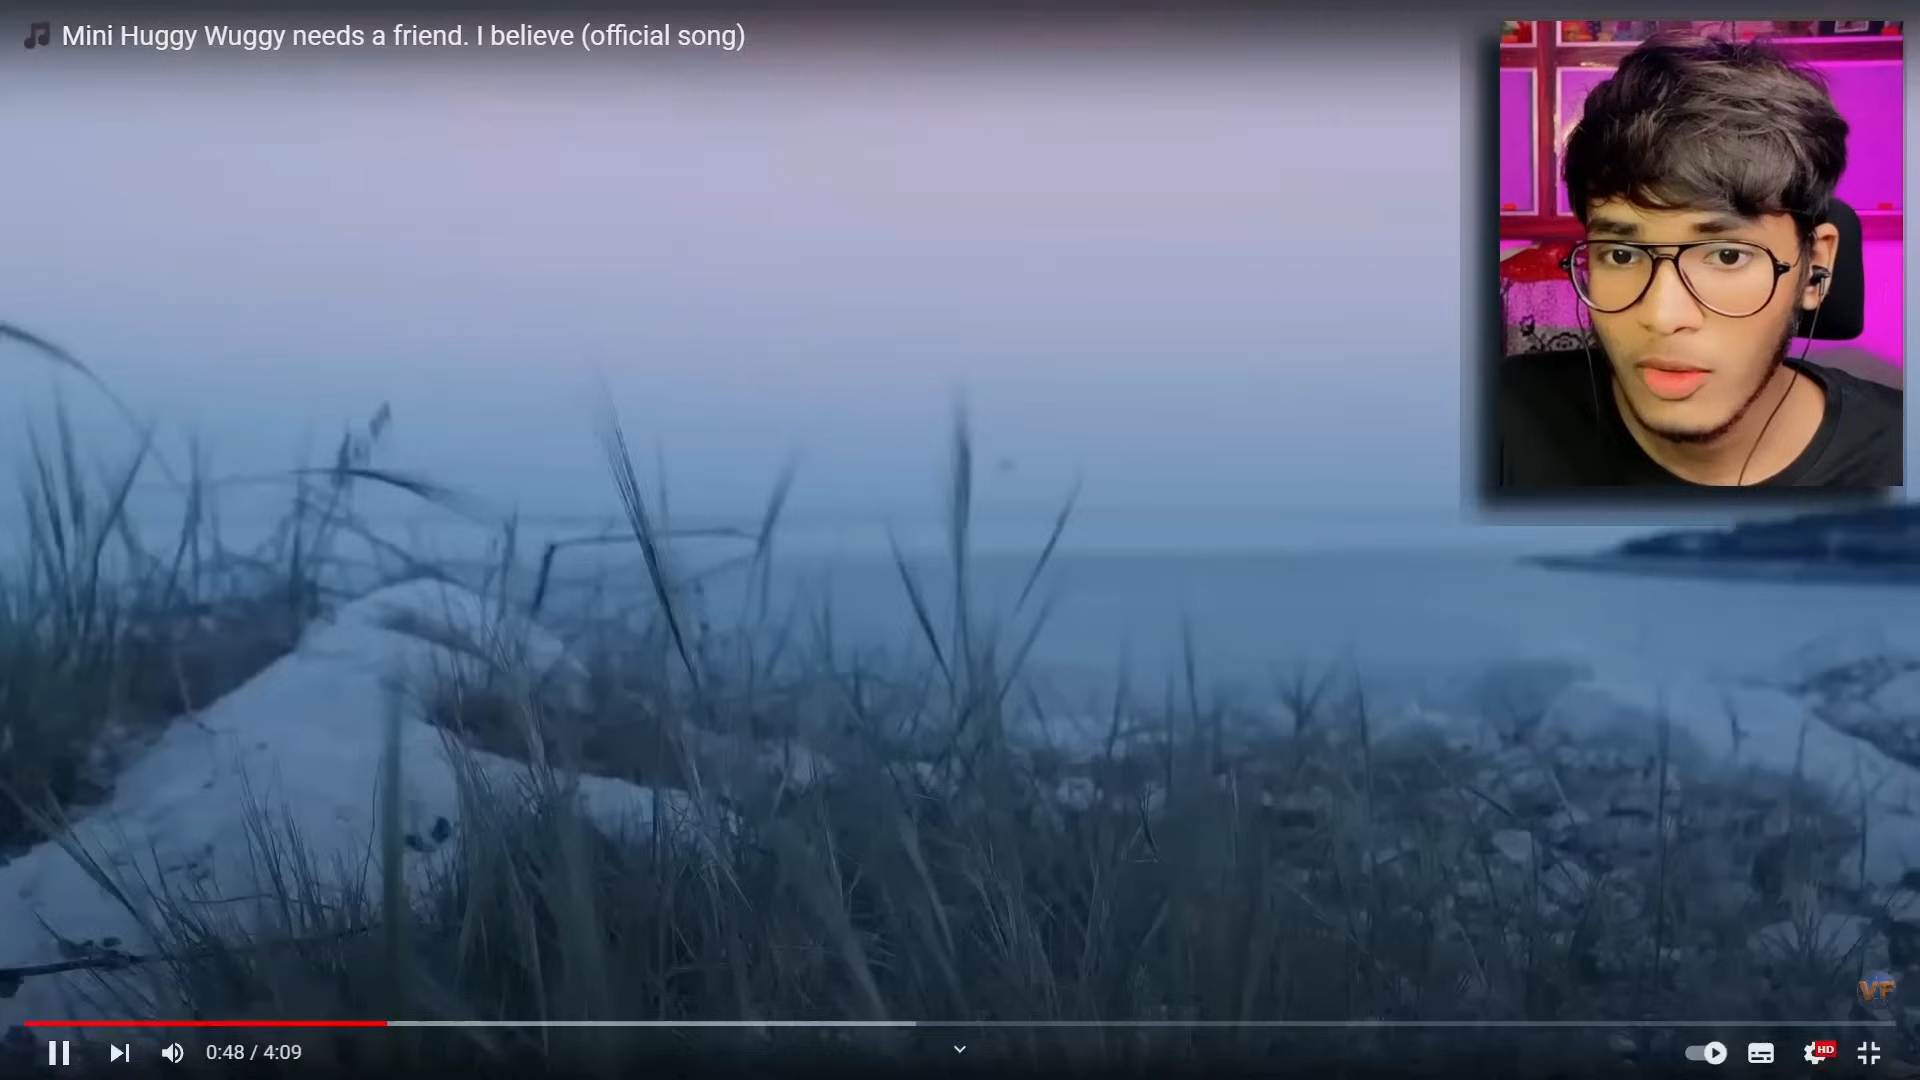 Mini Huggy Wuggy needs a friend. I believe (official song)
VF
0:48 / 4:09
HD